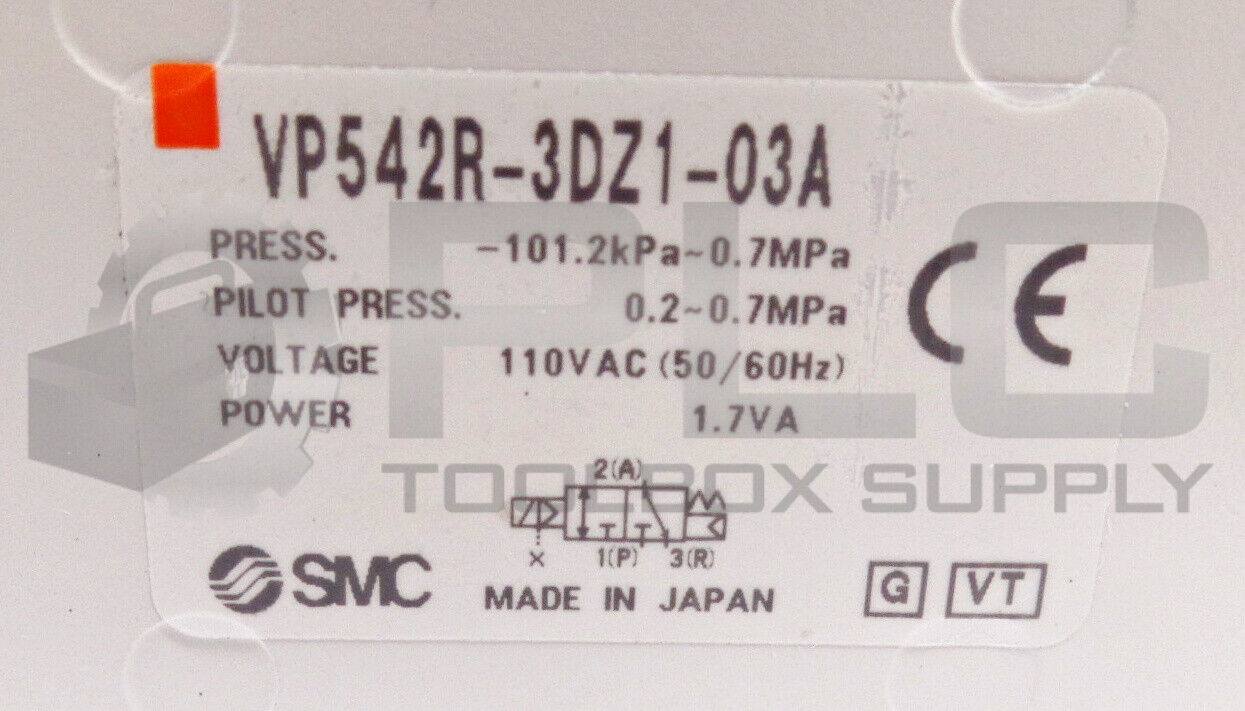 VP542R-3DZ1-03A
PRESS. -101.2kPa~0.7MPa
PILOT PRESS. 0.2~0.7MPa
VOLTAGE 110VAC (50/60Hz)
POWER 1.7VA
CE
PLC
TOOLBOX SUPPLY
2(A)
X 1(P) 3(R)
SMC MADE IN JAPAN G VT